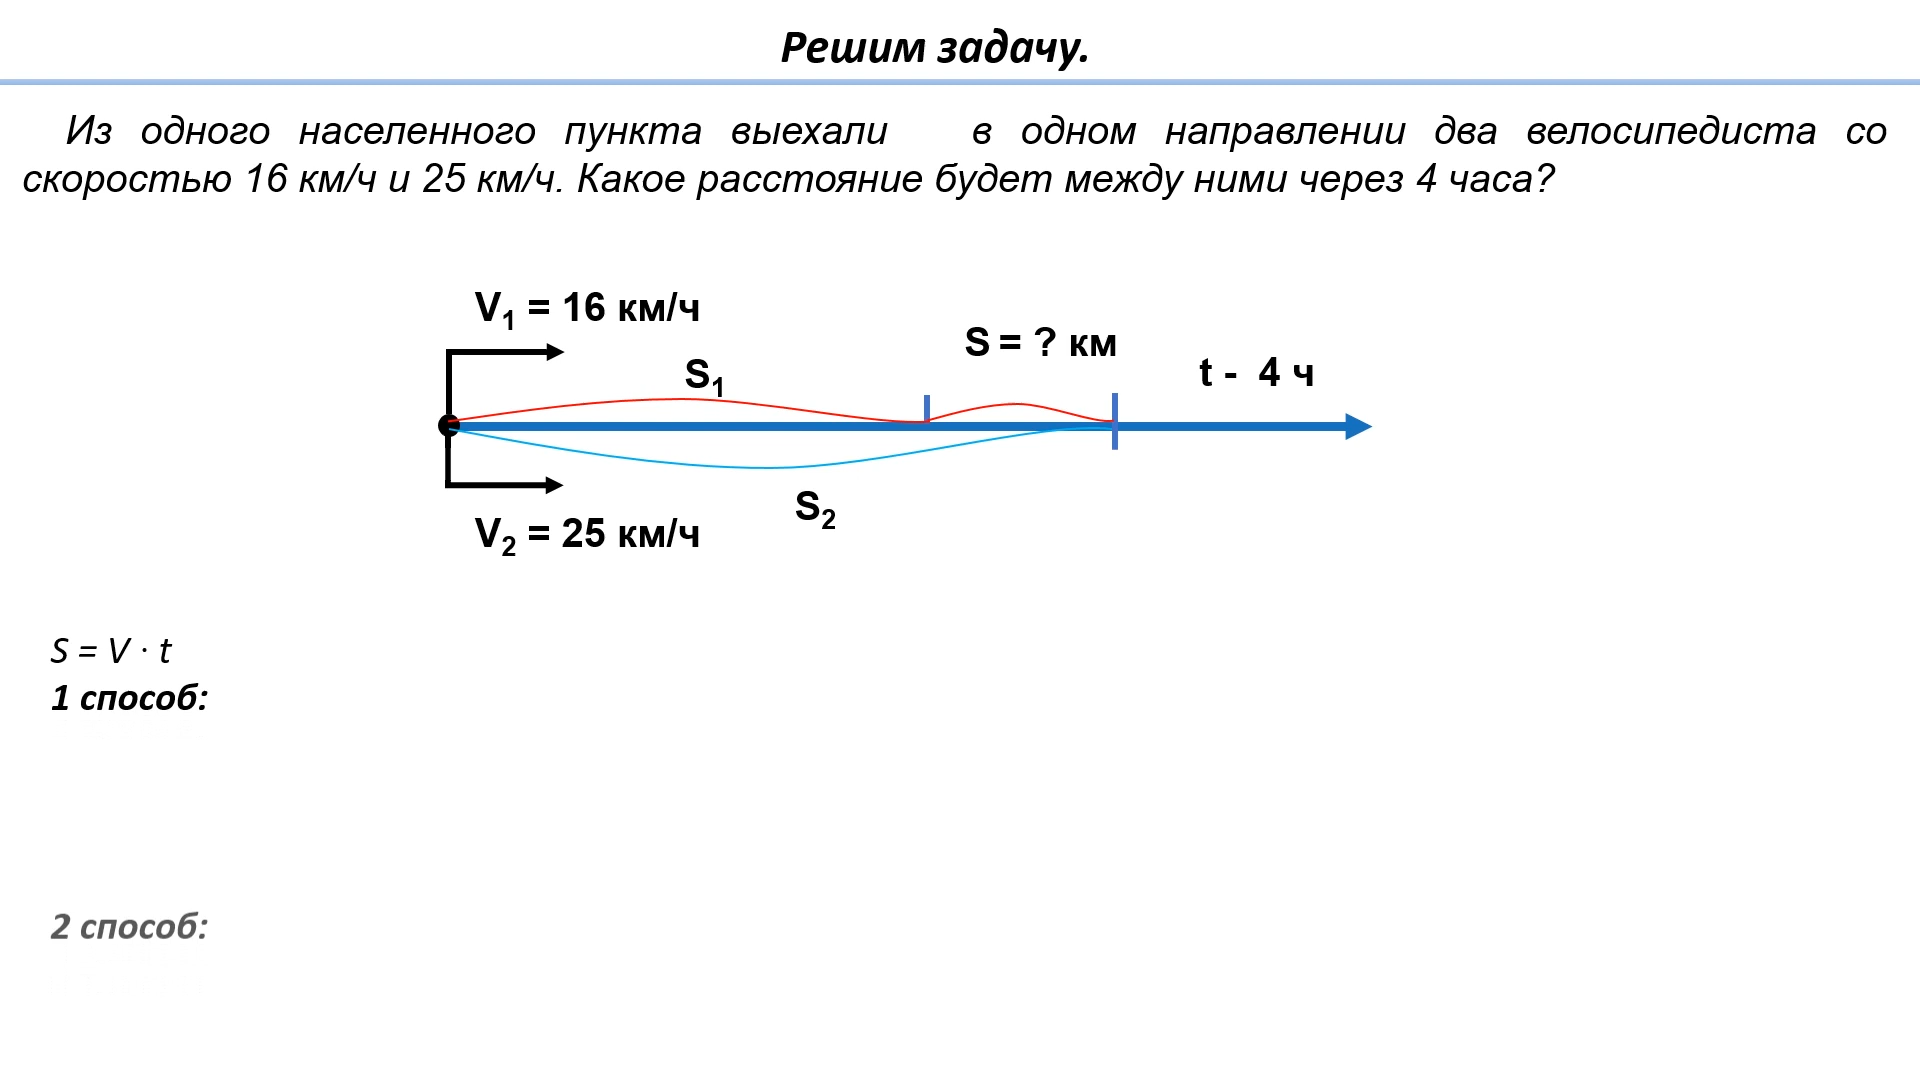 Решим задачу.
Из одного населенного пункта выехали в одном направлении два велосипедиста со
скоростью 16 км/ч и 25 км/ч. Какое расстояние будет между ними через 4 часа?
V₁ = 16 км/ч
S = ? км
S₁
t - 4 ч
S₂
V₂ = 25 км/ч
S = V · t
1 способ:
2 способ: